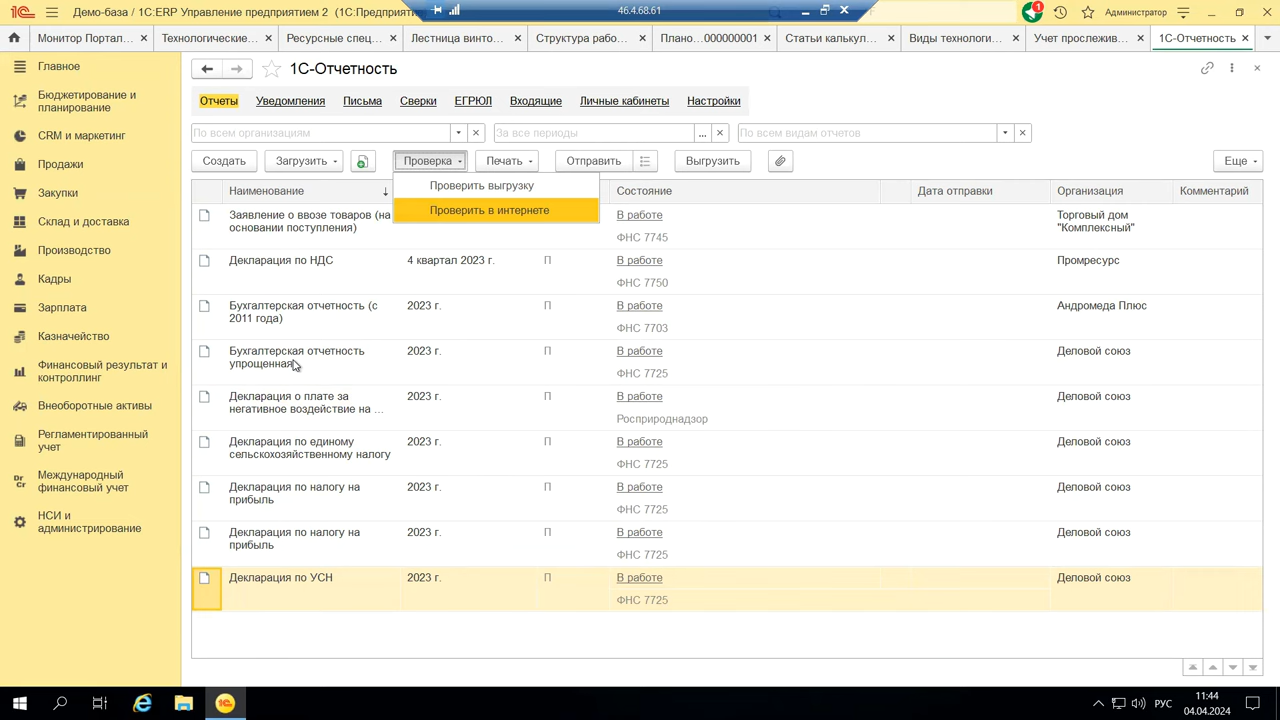 Демо-база / 1С:ERP Управление предприятием 2 (1С:Предприяти
46.4.68.61
1
Администратор
Монитор Портал...
Технологические...
Ресурсные спец...
Лестница винто...
Структура рабо...
Плано...000000001
Статьи калькул...
Виды технологи...
Учет прослежив...
1С-Отчетность
Главное
Бюджетирование и
планирование
CRM и маркетинг
Продажи
Закупки
Склад и доставка
Производство
Кадры
Зарплата
Казначейство
Финансовый результат и
контроллинг
Внеоборотные активы
Регламентированный
учет
Международный
финансовый учет
НСИ и
администрирование
1С-Отчетность
Отчеты
Уведомления
Письма
Сверки
ЕГРЮЛ
Входящие
Личные кабинеты
Настройки
По всем организациям
За все периоды
По всем видам отчетов
Создать
Загрузить
Проверка
Печать
Отправить
Выгрузить
Еще
Проверить выгрузку
Проверить в интернете
Наименование
Состояние
Дата отправки
Организация
Комментарий
Заявление о ввозе товаров (на
основании поступления)
В работе
ФНС 7745
Торговый дом
"Комплексный"
Декларация по НДС
4 квартал 2023 г.
П
В работе
ФНС 7750
Промресурс
Бухгалтерская отчетность (с
2011 года)
2023 г.
П
В работе
ФНС 7703
Андромеда Плюс
Бухгалтерская отчетность
упрощенная
2023 г.
П
В работе
ФНС 7725
Деловой союз
Декларация о плате за
негативное воздействие на ...
2023 г.
П
В работе
Росприроднадзор
Деловой союз
Декларация по единому
сельскохозяйственному налогу
2023 г.
П
В работе
ФНС 7725
Деловой союз
Декларация по налогу на
прибыль
2023 г.
П
В работе
ФНС 7725
Деловой союз
Декларация по налогу на
прибыль
2023 г.
П
В работе
ФНС 7725
Деловой союз
Декларация по УСН
2023 г.
П
В работе
ФНС 7725
Деловой союз
РУС
11:44
04.04.2024